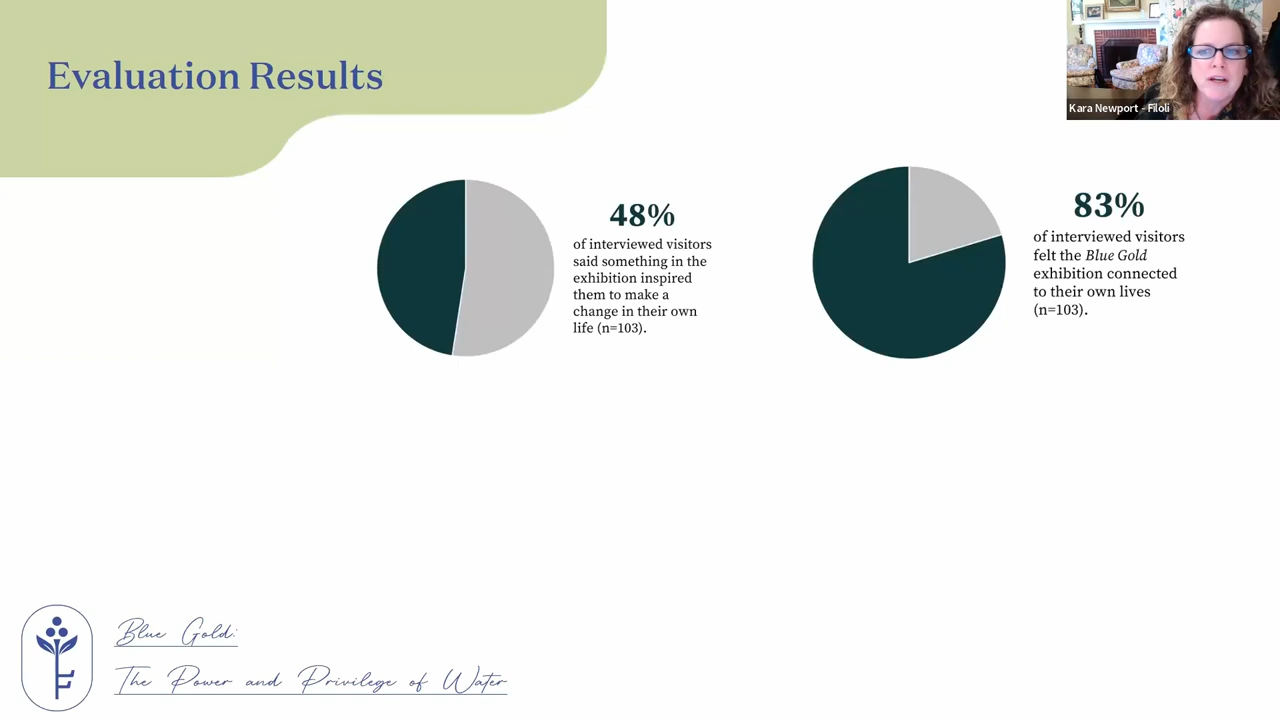 Evaluation Results
Kara Newport - Filoli
48%
of interviewed visitors
said something in the
exhibition inspired
them to make a
change in their own
life (n=103).
83%
of interviewed visitors
felt the Blue Gold
exhibition connected
to their own lives
(n=103).
Blue Gold:
The Power and Privilege of Water